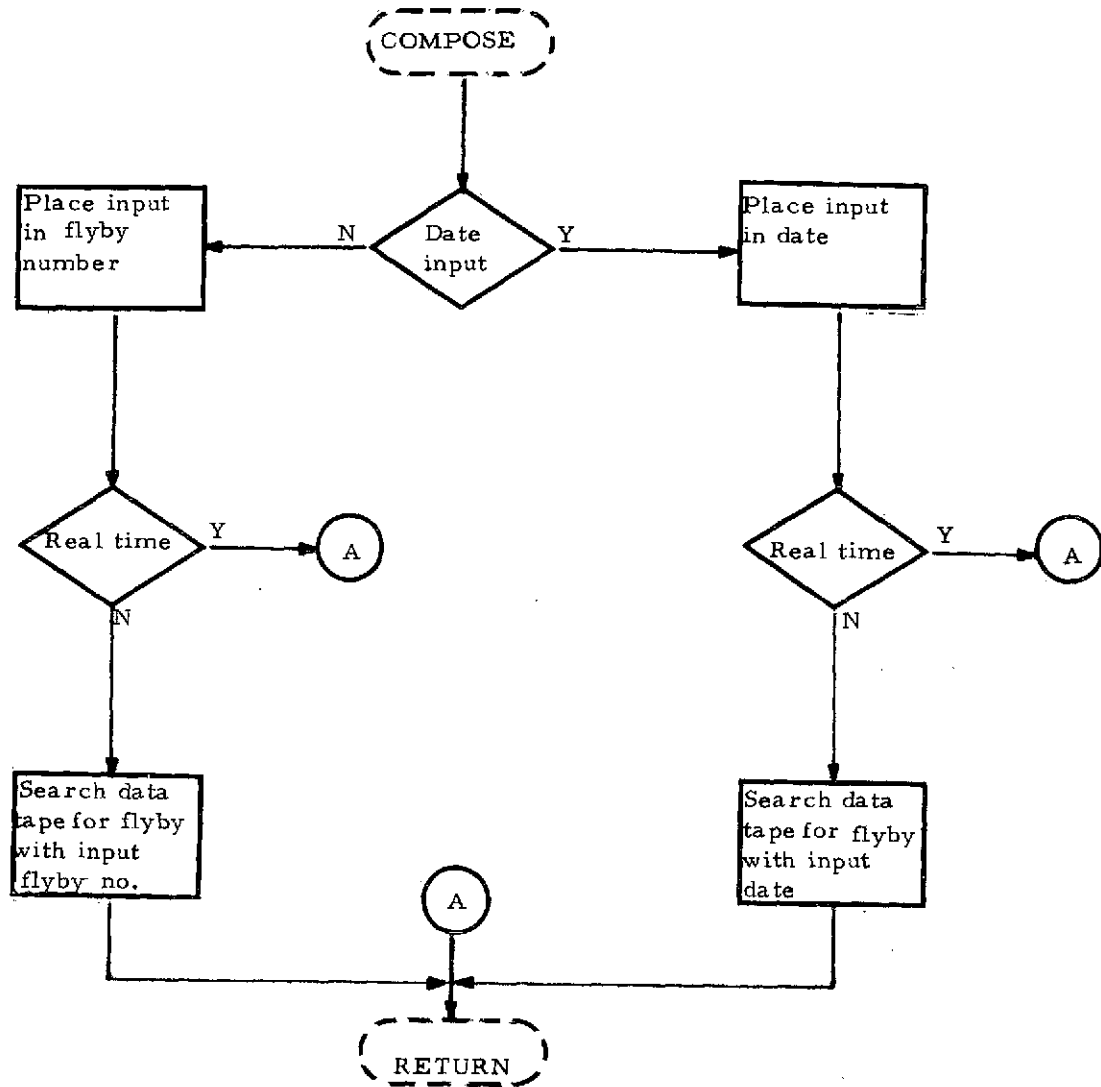 COMPOSE
Place input
in flyby
number
N
Date
input
Y
Place input
in date
Real time
Y
A
N
Real time
Y
A
N
Search data
tape for flyby
with input
flyby no.
A
Search data
tape for flyby
with input
date
RETURN